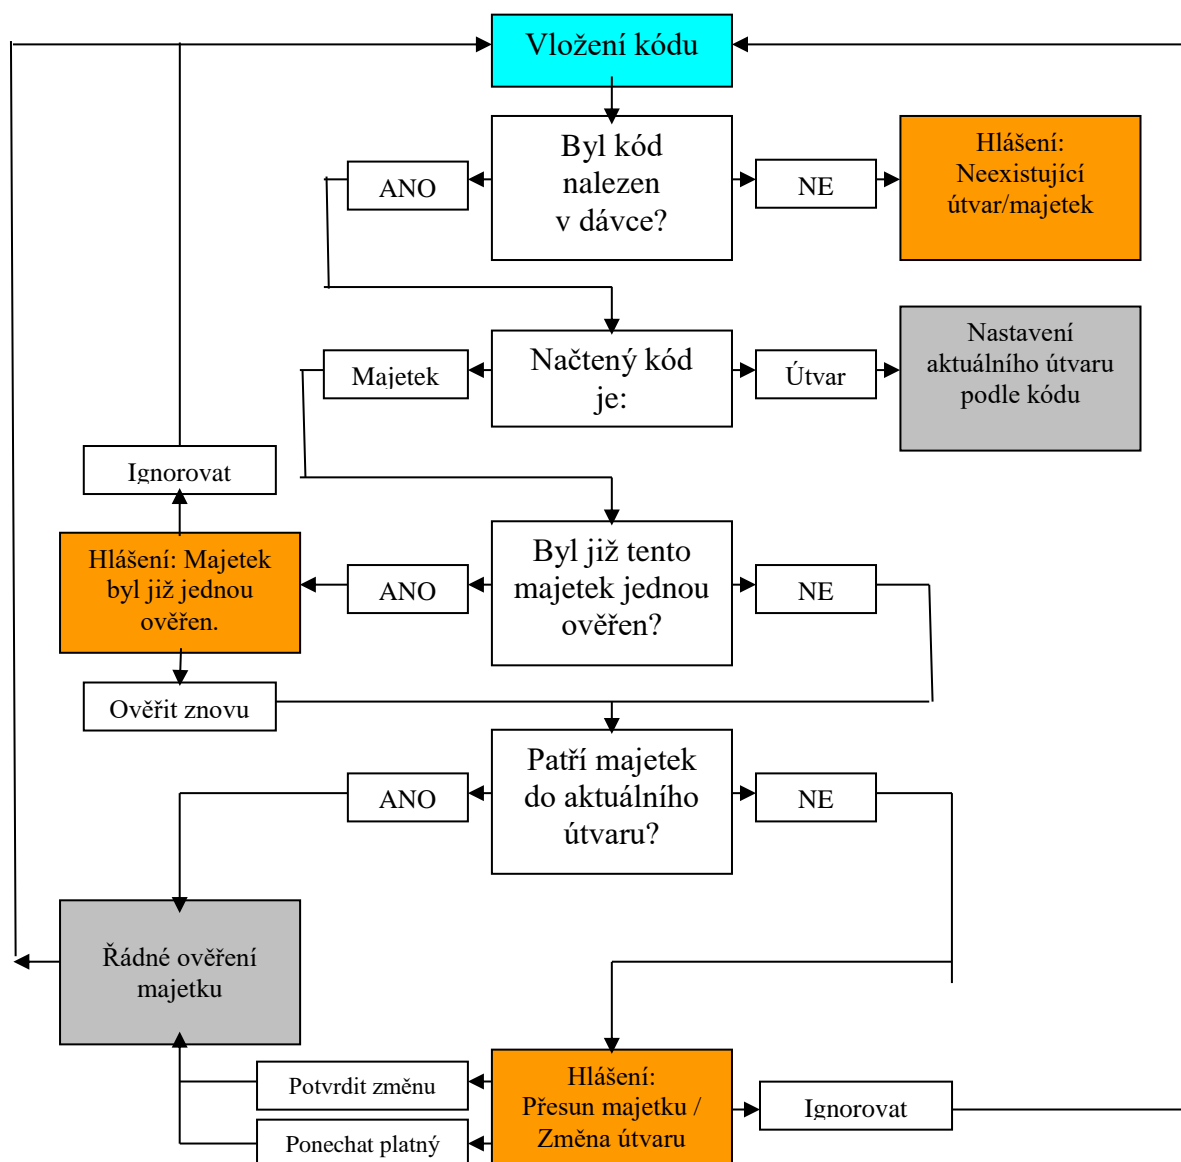 Vložení kódu
Byl kód
nalezen
v dávce?
ANO
NE
Hlášení:
Neexistující
útvar/majetek
Načtený kód
je:
Majetek
Útvar
Nastavení
aktuálního útvaru
podle kódu
Ignorovat
Hlášení: Majetek
byl již jednou
ověřen.
ANO
Byl již tento
majetek jednou
ověřen?
NE
Ověřit znovu
Patří majetek
do aktuálního
útvaru?
ANO
NE
Řádné ověření
majetku
Potvrdit změnu
Ponechat platný
Hlášení:
Přesun majetku /
Změna útvaru
Ignorovat